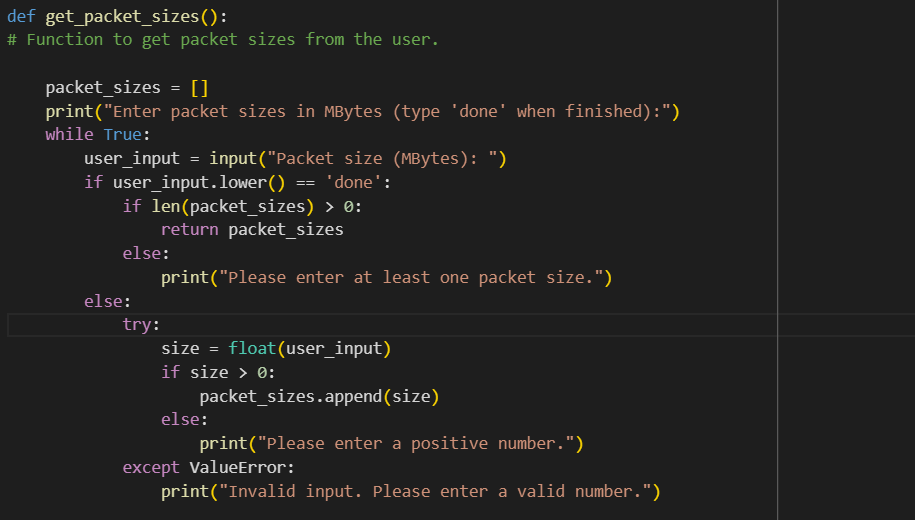 def get_packet_sizes():
# Function to get packet sizes from the user.

    packet_sizes = []
    print("Enter packet sizes in MBytes (type 'done' when finished):")
    while True:
        user_input = input("Packet size (MBytes): ")
        if user_input.lower() == 'done':
            if len(packet_sizes) > 0:
                return packet_sizes
            else:
                print("Please enter at least one packet size.")
        else:
            try:
                size = float(user_input)
                if size > 0:
                    packet_sizes.append(size)
                else:
                    print("Please enter a positive number.")
            except ValueError:
                print("Invalid input. Please enter a valid number.")